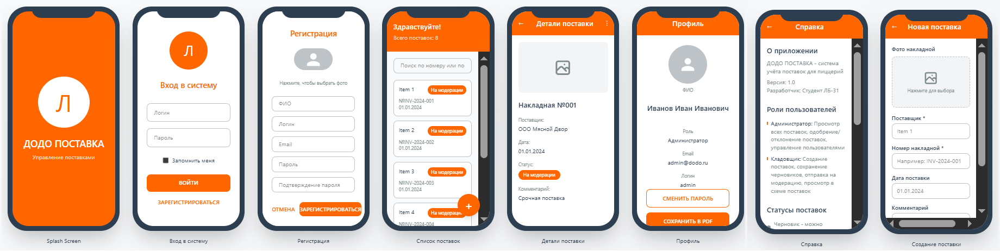 Л
ДОДО ПОСТАВКА
Управление поставками
Splash Screen
Л
Вход в систему
Логин
Пароль
Запомнить меня
ВОЙТИ
ЗАРЕГИСТРИРОВАТЬСЯ
Вход в систему
Регистрация
Нажмите, чтобы выбрать фото
ФИО
Логин
Email
Пароль
Подтверждение пароля
ОТМЕНА
ЗАРЕГИСТРИРОВАТЬСЯ
Регистрация
Здравствуйте!
Всего поставок: 8
Поиск по номеру или по
Item 1
На модерации
№INV-2024-001
01.01.2024
Item 2
На модерации
№INV-2024-002
01.01.2024
Item 3
На модерации
№INV-2024-003
01.01.2024
Item 4
На модерации
№INV-2024-004
+
Список поставок
←
Детали поставки
Накладная №001
Поставщик:
ООО Мясной Двор
Дата:
01.01.2024
Статус:
На модерации
Комментарий:
Срочная поставка
Детали поставки
Профиль
ФИО
Иванов Иван Иванович
Роль
Администратор
Email
admin@dodo.ru
Логин
admin
СМЕНИТЬ ПАРОЛЬ
СОХРАНИТЬ В PDF
Профиль
←
Справка
О приложении
ДОДО ПОСТАВКА - система
учёта поставок для пиццерий
Версия: 1.0
Разработчик: Студент ЛБ-31
Роли пользователей
Администратор: Просмотр
всех поставок, одобрение/
отклонение поставок,
управление пользователями
Кладовщик: Создание
поставок, сохранение
черновиков, отправка на
модерацию, просмотр в
схеме поставок
Статусы поставок
Черновик - можно
Справка
←
Новая поставка
Фото накладной
Нажмите для выбора
Поставщик *
Item 1
Номер накладной *
Например: INV-2024-001
Дата поставки
01.01.2024
Комментарий
Создание поставки